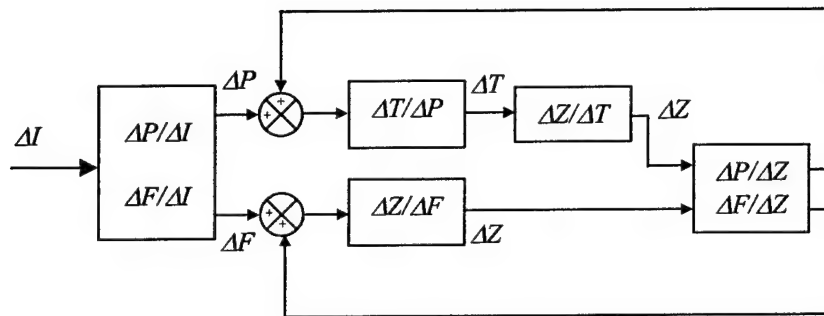 ΔI
ΔP/ΔI
ΔF/ΔI
ΔP
ΔF
+
+
+
+
ΔT/ΔP
ΔT
ΔZ/ΔT
ΔZ
ΔZ/ΔF
ΔZ
ΔP/ΔZ
ΔF/ΔZ